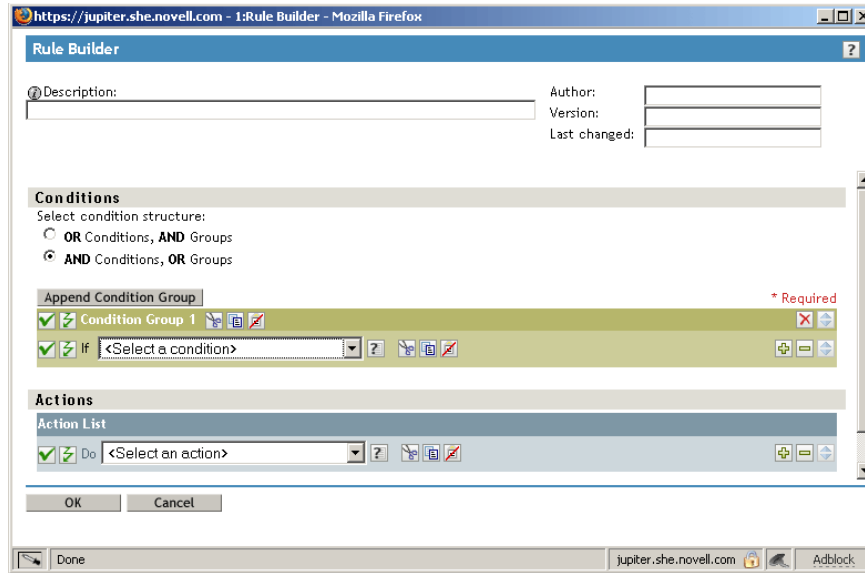 https://jupiter.she.novell.com - 1:Rule Builder - Mozilla Firefox
Rule Builder
?
Description:
Author:
Version:
Last changed:
Conditions
Select condition structure:
OR Conditions, AND Groups
AND Conditions, OR Groups
Append Condition Group
* Required
Condition Group 1
If <Select a condition> ?
Actions
Action List
Do <Select an action> ?
OK Cancel
Done jupiter.she.novell.com Adblock